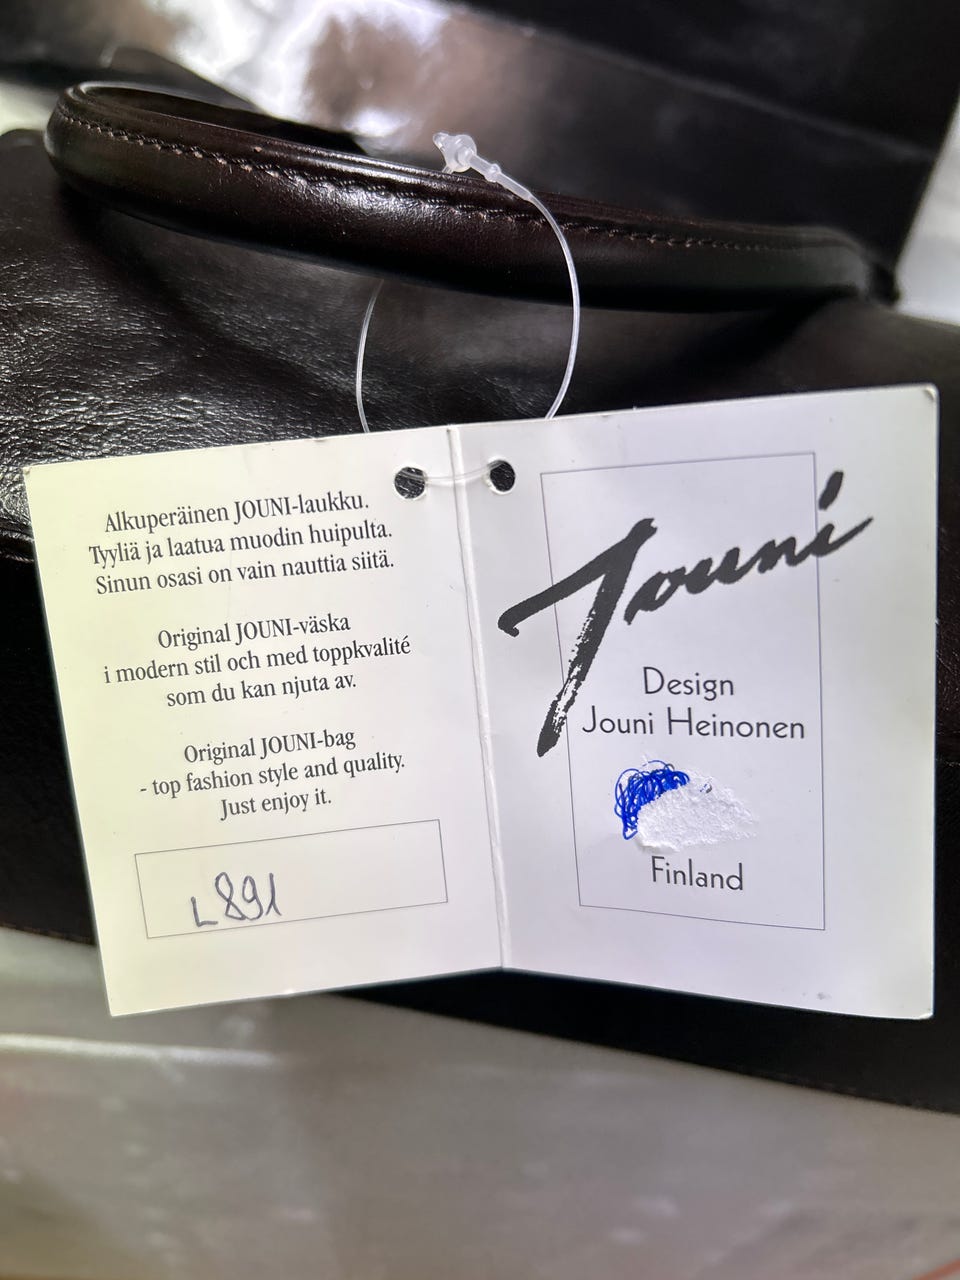 Alkuperäinen JOUNI-laukku.
Tyyliä ja laatua muodin huipulta.
Sinun osasi on vain nauttia siitä.
Original JOUNI-väska
i modern stil och med toppkvalité
som du kan njuta av.
Original JOUNI-bag
- top fashion style and quality.
Just enjoy it.
L891
Jouni
Design
Jouni Heinonen
Finland